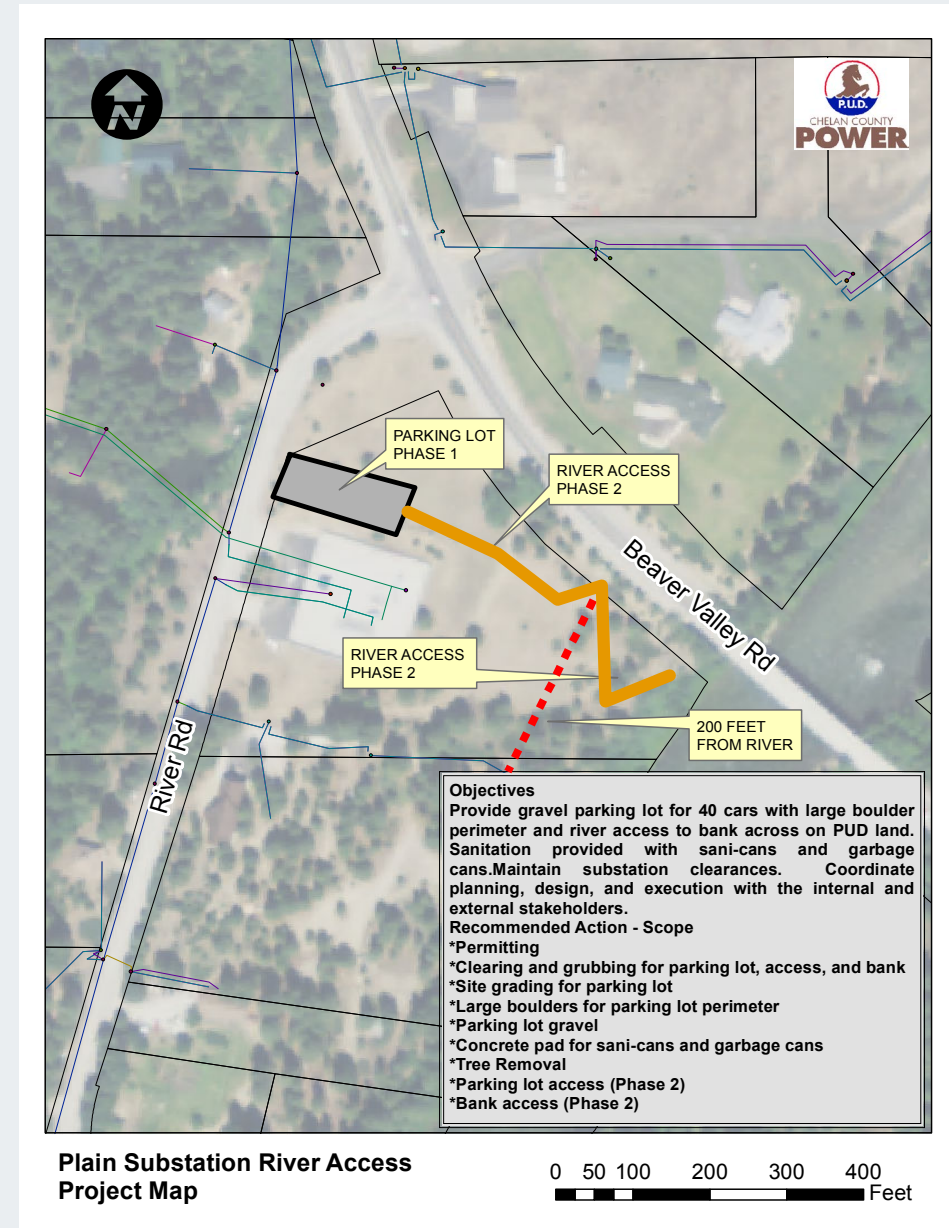 N
P.U.D.
CHELAN COUNTY
POWER
PARKING LOT
PHASE 1
RIVER ACCESS
PHASE 2
Beaver Valley Rd
RIVER ACCESS
PHASE 2
200 FEET
FROM RIVER
River Rd
Objectives
Provide gravel parking lot for 40 cars with large boulder
perimeter and river access to bank across on PUD land.
Sanitation provided with sani-cans and garbage
cans.Maintain substation clearances. Coordinate
planning, design, and execution with the internal and
external stakeholders.
Recommended Action - Scope
*Permitting
*Clearing and grubbing for parking lot, access, and bank
*Site grading for parking lot
*Large boulders for parking lot perimeter
*Parking lot gravel
*Concrete pad for sani-cans and garbage cans
*Tree Removal
*Parking lot access (Phase 2)
*Bank access (Phase 2)
Plain Substation River Access
Project Map
0 50 100 200 300 400
Feet